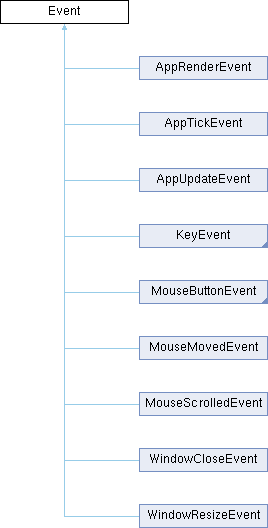 Event
AppRenderEvent
AppTickEvent
AppUpdateEvent
KeyEvent
MouseButtonEvent
MouseMovedEvent
MouseScrolledEvent
WindowCloseEvent
WindowResizeEvent